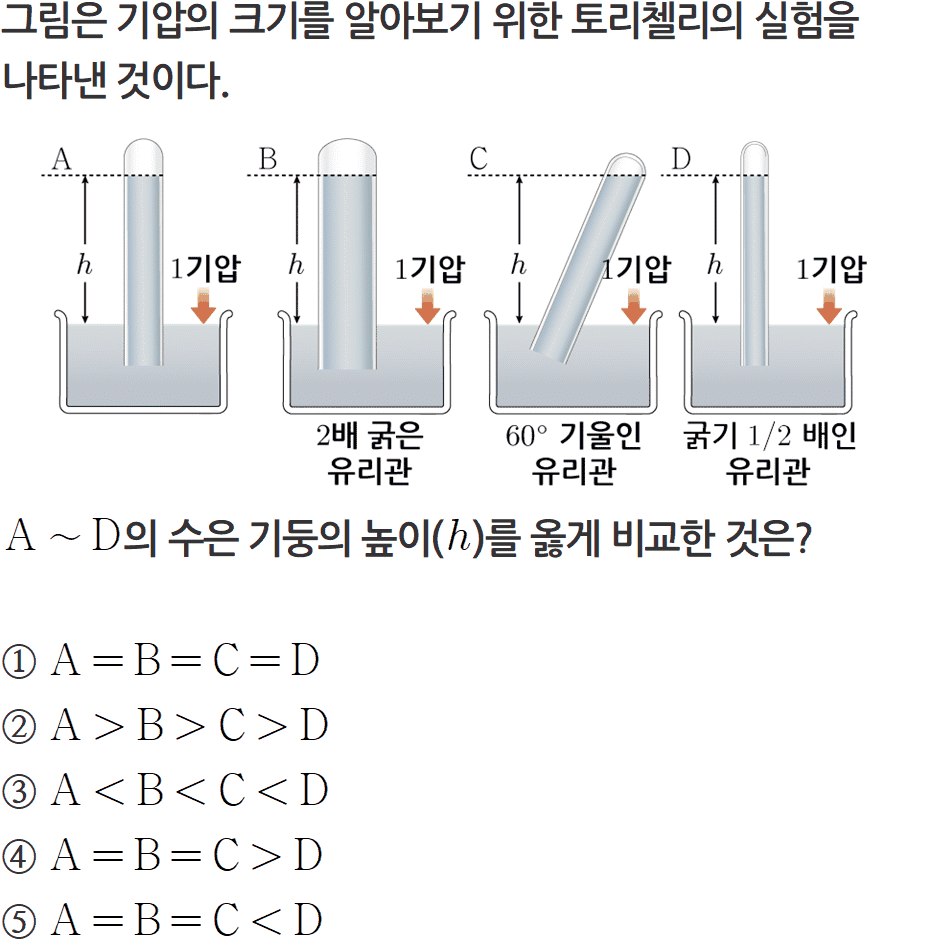 그림은 기압의 크기를 알아보기 위한 토리첼리의 실험을
나타낸 것이다.
A
h
1기압
B
h
1기압
2배 굵은
유리관
C
h
1기압
60° 기울인
유리관
D
h
1기압
굵기 1/2 배인
유리관
A ~ D의 수은 기둥의 높이(h)를 옳게 비교한 것은?
① A = B = C = D
② A > B > C > D
③ A < B < C < D
④ A = B = C > D
⑤ A = B = C < D